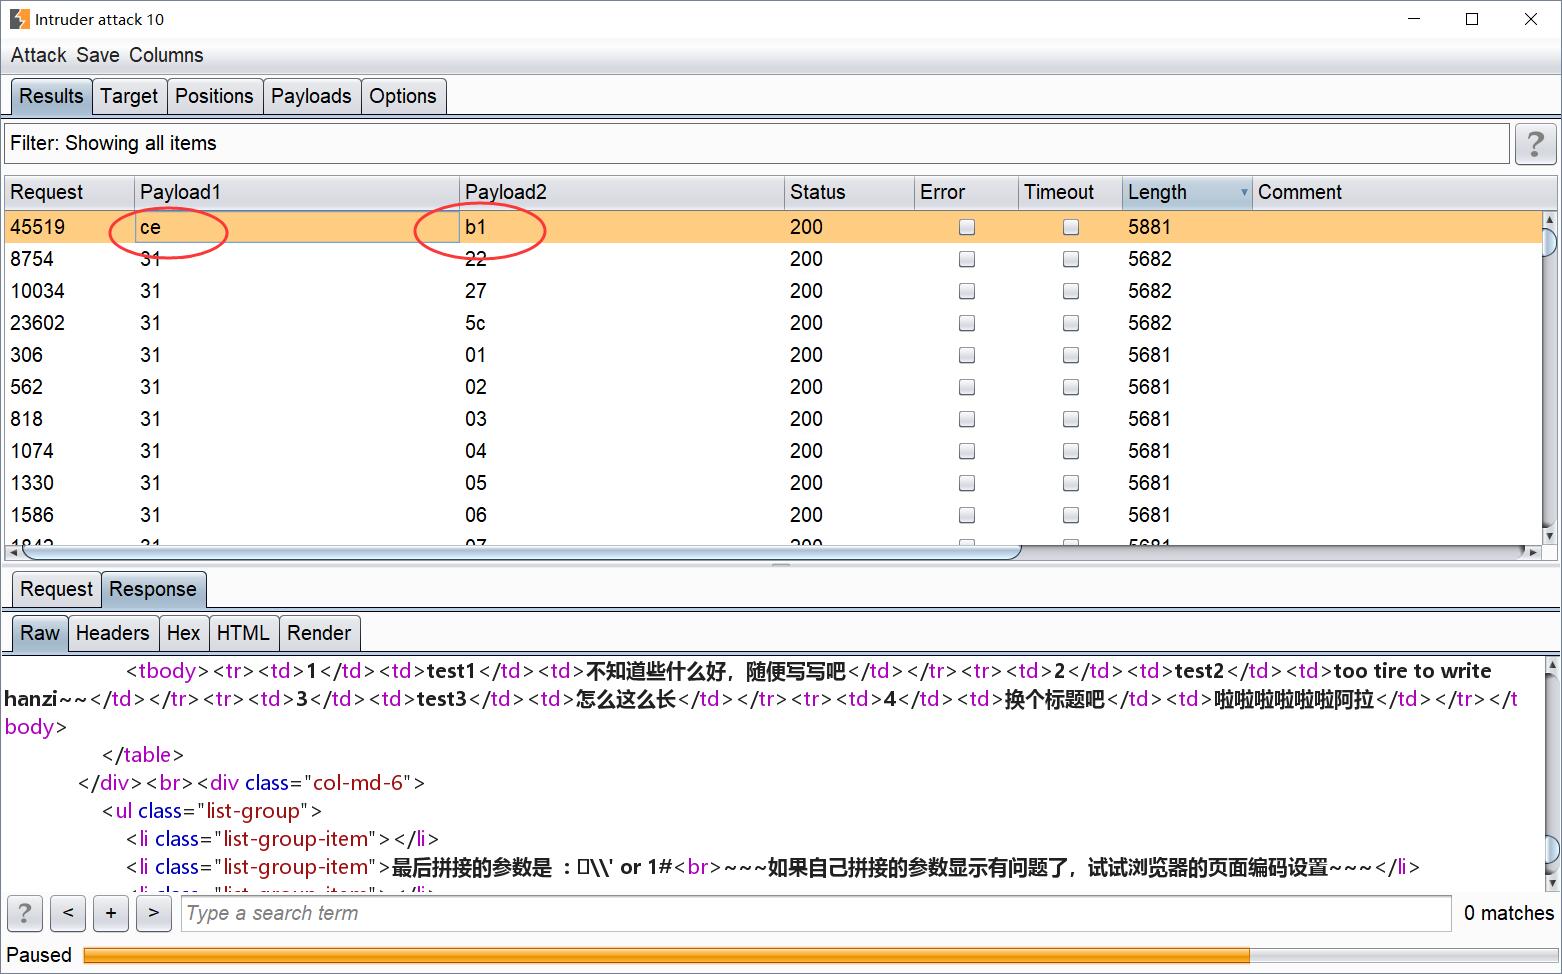 Intruder attack 10
Attack Save Columns
Results Target Positions Payloads Options
Filter: Showing all items
?
Request Payload1 Payload2 Status Error Timeout Length Comment
45519 ce b1 200 5881
8754 31 22 200 5682
10034 31 27 200 5682
23602 31 5c 200 5682
306 31 01 200 5681
562 31 02 200 5681
818 31 03 200 5681
1074 31 04 200 5681
1330 31 05 200 5681
1586 31 06 200 5681
1842 31 07 200 5681
Request Response
Raw Headers Hex HTML Render
<tbody><tr><td>1</td><td>test1</td><td>不知道些什么好，随便写写吧</td></tr><tr><td>2</td><td>test2</td><td>too tire to write
hanzi~~</td></tr><tr><td>3</td><td>test3</td><td>怎么这么长</td></tr><tr><td>4</td><td>换个标题吧</td><td>啦啦啦啦啦啦阿拉</td></tr></t
body>
</table>
</div><br><div class="col-md-6">
<ul class="list-group">
<li class="list-group-item"></li>
<li class="list-group-item">最后拼接的参数是 ：\\' or 1#<br>~~~如果自己拼接的参数显示有问题了，试试浏览器的页面编码设置~~~</li>
<li class="list-group-item"></li>
? < + > Type a search term 0 matches
Paused